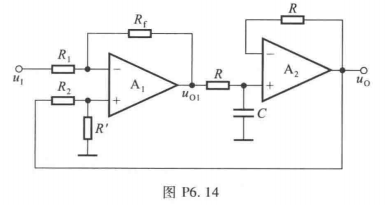 R_f
R
R_1
−
−
u_I
A_1
R
A_2
R_2
+
u_O1
+
u_O
R′
C
图 P6. 14